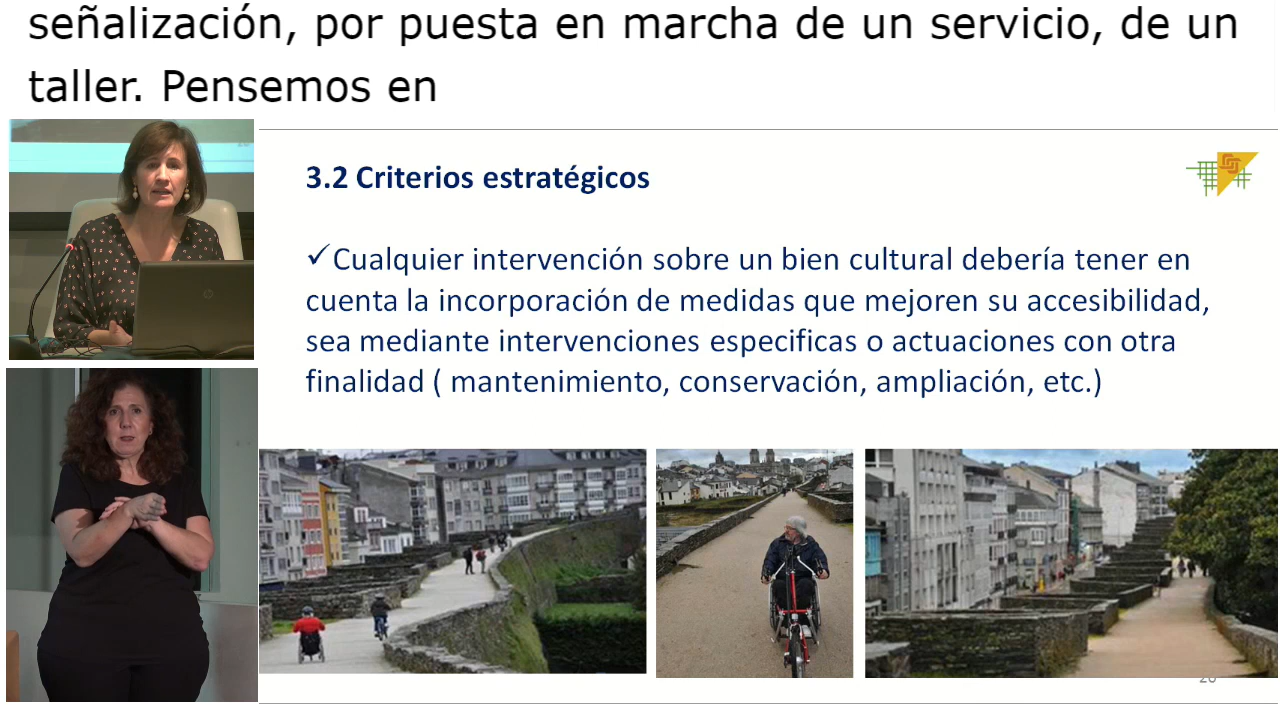 señalización, por puesta en marcha de un servicio, de un
taller. Pensemos en
3.2 Criterios estratégicos
✓Cualquier intervención sobre un bien cultural debería tener en
cuenta la incorporación de medidas que mejoren su accesibilidad,
sea mediante intervenciones especificas o actuaciones con otra
finalidad ( mantenimiento, conservación, ampliación, etc.)